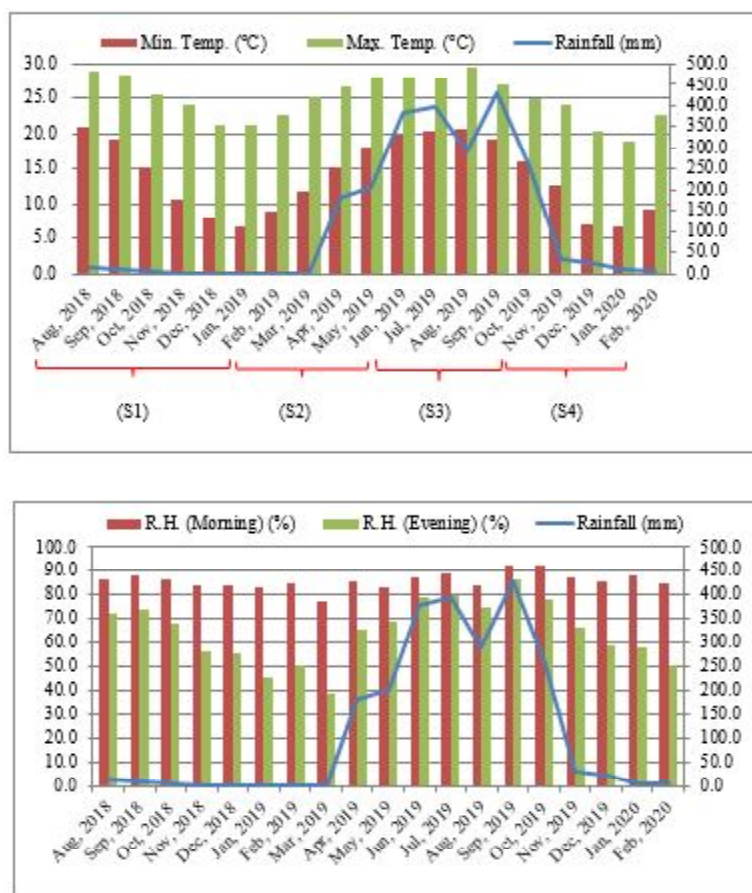 Min. Temp. (°C) Max. Temp. (°C) Rainfall (mm)
30.0 500.0
25.0 450.0
20.0 400.0
15.0 350.0
10.0 300.0
5.0 250.0
0.0 200.0
150.0
100.0
50.0
0.0
Aug, 2018
Sep, 2018
Oct, 2018
Nov, 2018
Dec, 2018
Jan, 2019
Feb, 2019
Mar, 2019
Apr, 2019
May, 2019
Jun, 2019
Jul, 2019
Aug, 2019
Sep, 2019
Oct, 2019
Nov, 2019
Dec, 2019
Jan, 2020
Feb, 2020
(S1) (S2) (S3) (S4)
R.H. (Morning) (%) R.H. (Evening) (%) Rainfall (mm)
100.0 500.0
90.0 450.0
80.0 400.0
70.0 350.0
60.0 300.0
50.0 250.0
40.0 200.0
30.0 150.0
20.0 100.0
10.0 50.0
0.0 0.0
Aug, 2018
Sep, 2018
Oct, 2018
Nov, 2018
Dec, 2018
Jan, 2019
Feb, 2019
Mar, 2019
Apr, 2019
May, 2019
Jun, 2019
Jul, 2019
Aug, 2019
Sep, 2019
Oct, 2019
Nov, 2019
Dec, 2019
Jan, 2020
Feb, 2020